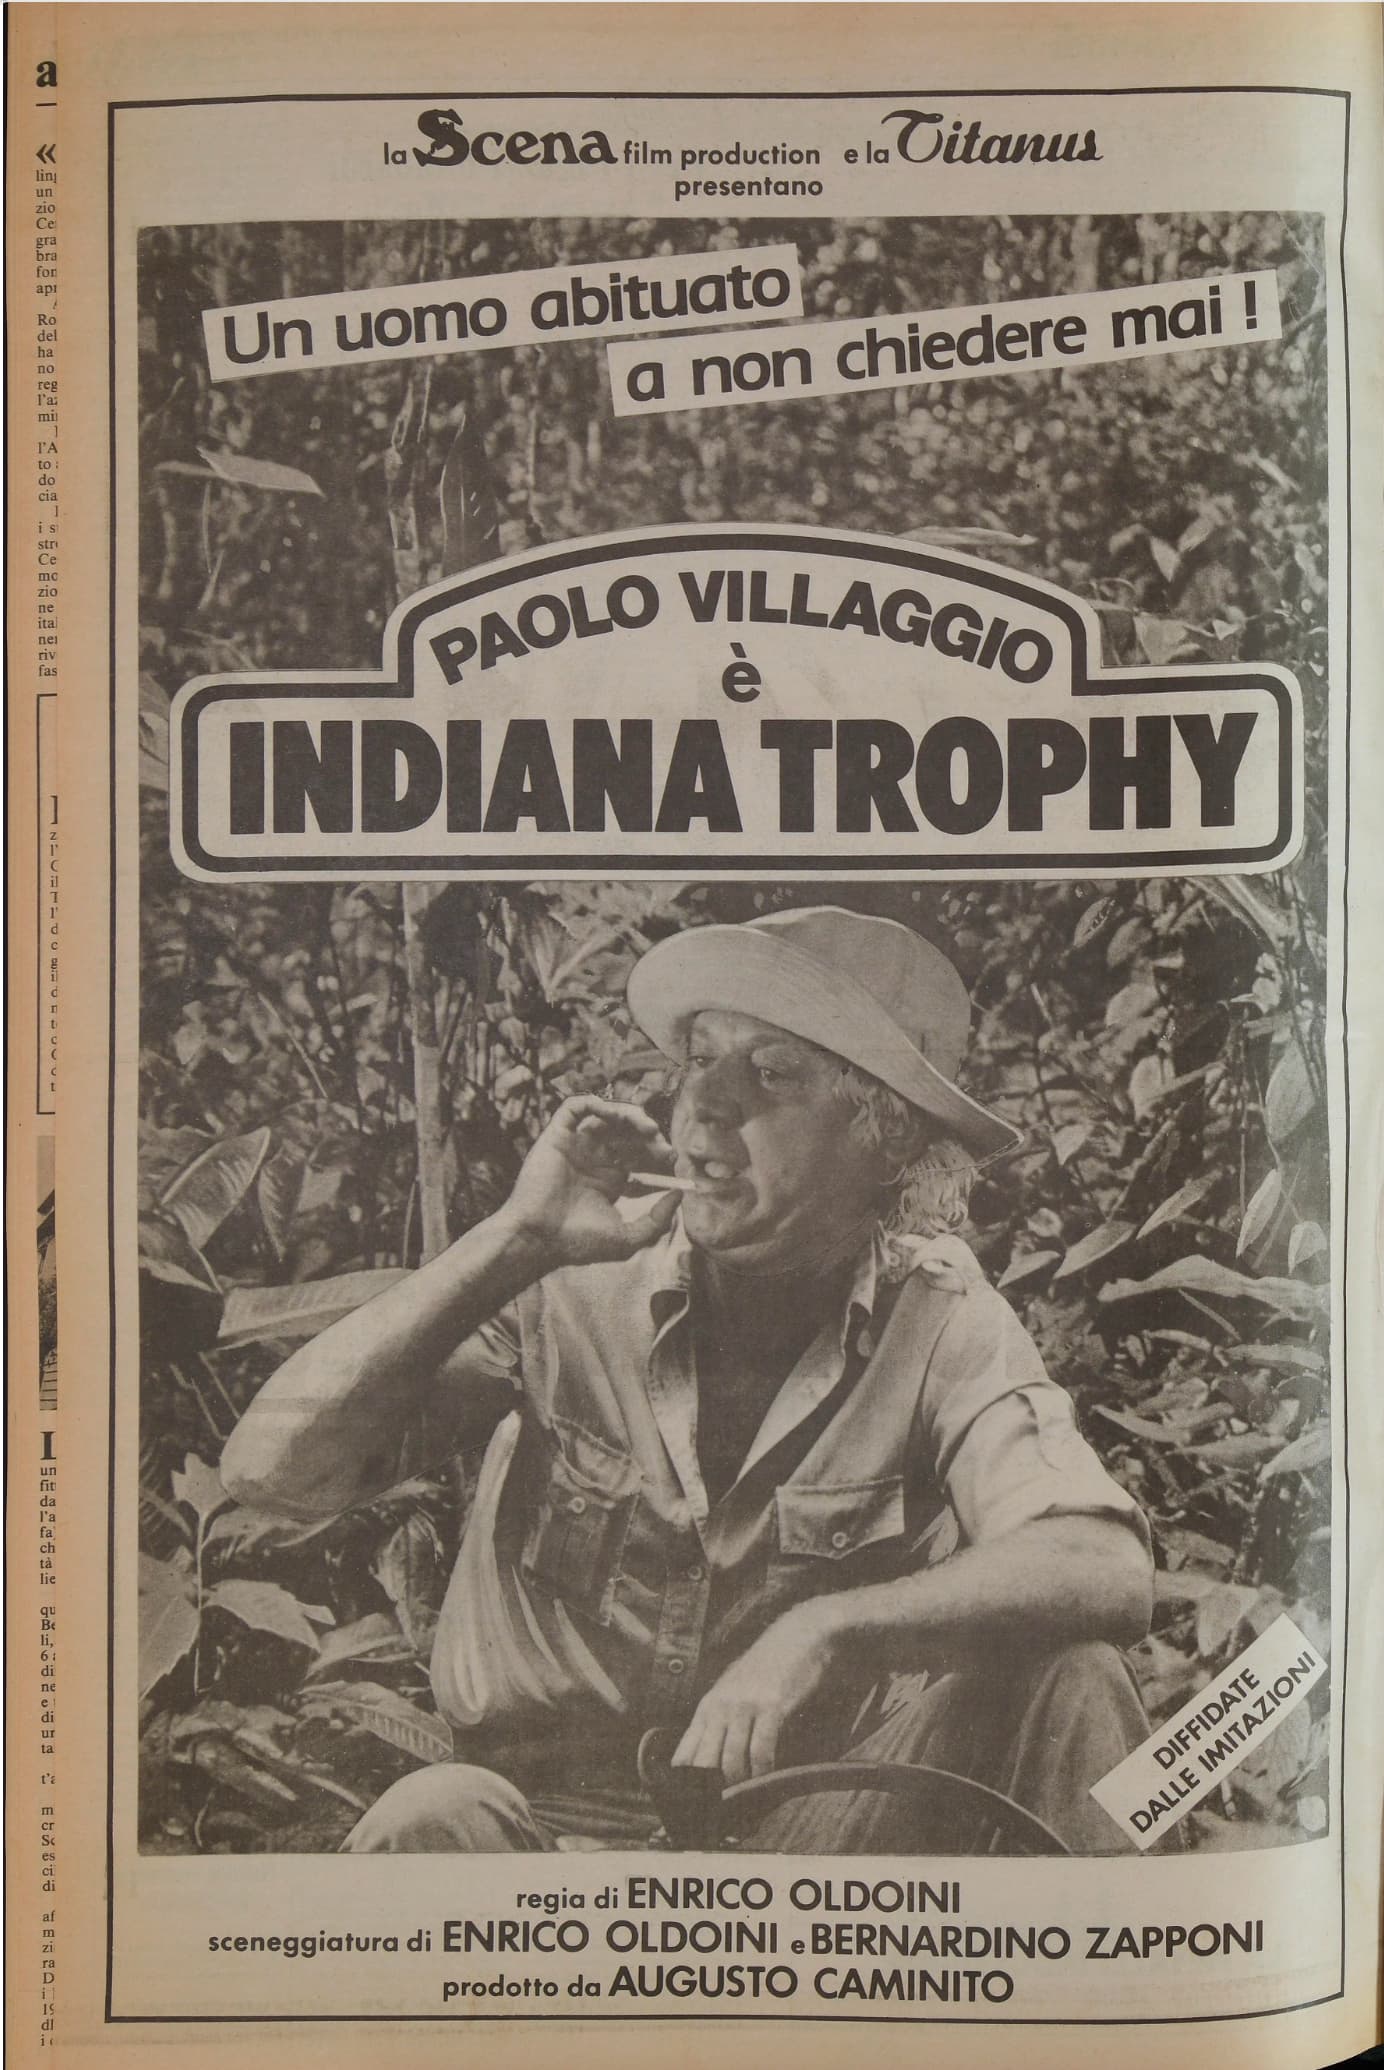 la Scena film production e la Titanus
presentano
Un uomo abituato
a non chiedere mai !
PAOLO VILLAGGIO
è
INDIANA TROPHY
DIFFIDATE
DALLE IMITAZIONI
regia di ENRICO OLDOINI
sceneggiatura di ENRICO OLDOINI e BERNARDINO ZAPPONI
prodotto da AUGUSTO CAMINITO